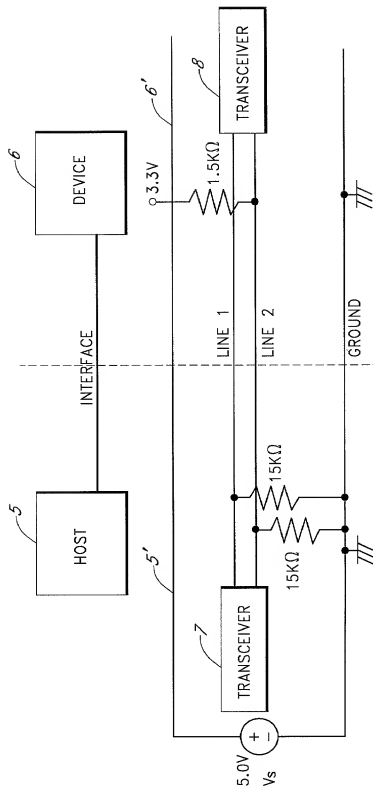 5
HOST
INTERFACE
6
DEVICE
5'
6'
3.3V
1.5KΩ
7
TRANSCEIVER
LINE 1
LINE 2
8
TRANSCEIVER
15KΩ
15KΩ
5.0V
Vs
+
−
GROUND